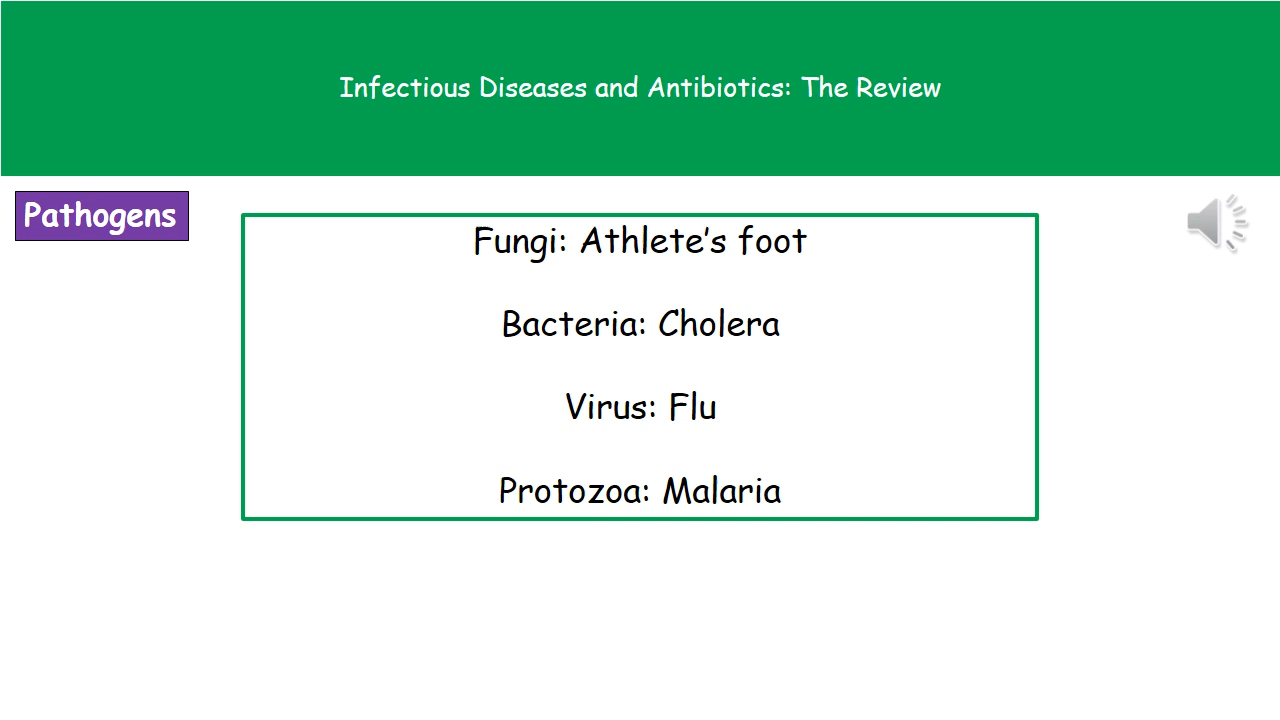 Infectious Diseases and Antibiotics: The Review
Pathogens
Fungi: Athlete’s foot
Bacteria: Cholera
Virus: Flu
Protozoa: Malaria